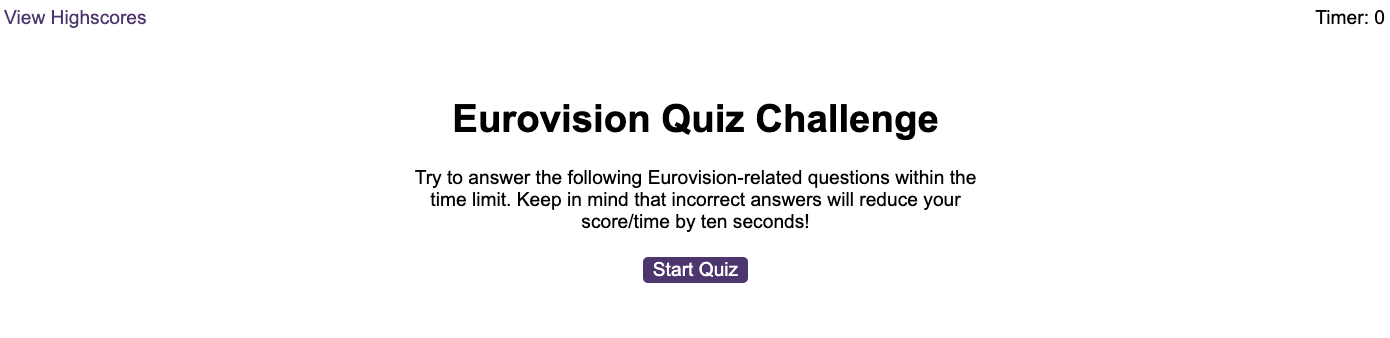 View Highscores
Timer: 0
Eurovision Quiz Challenge
Try to answer the following Eurovision-related questions within the
time limit. Keep in mind that incorrect answers will reduce your
score/time by ten seconds!
Start Quiz